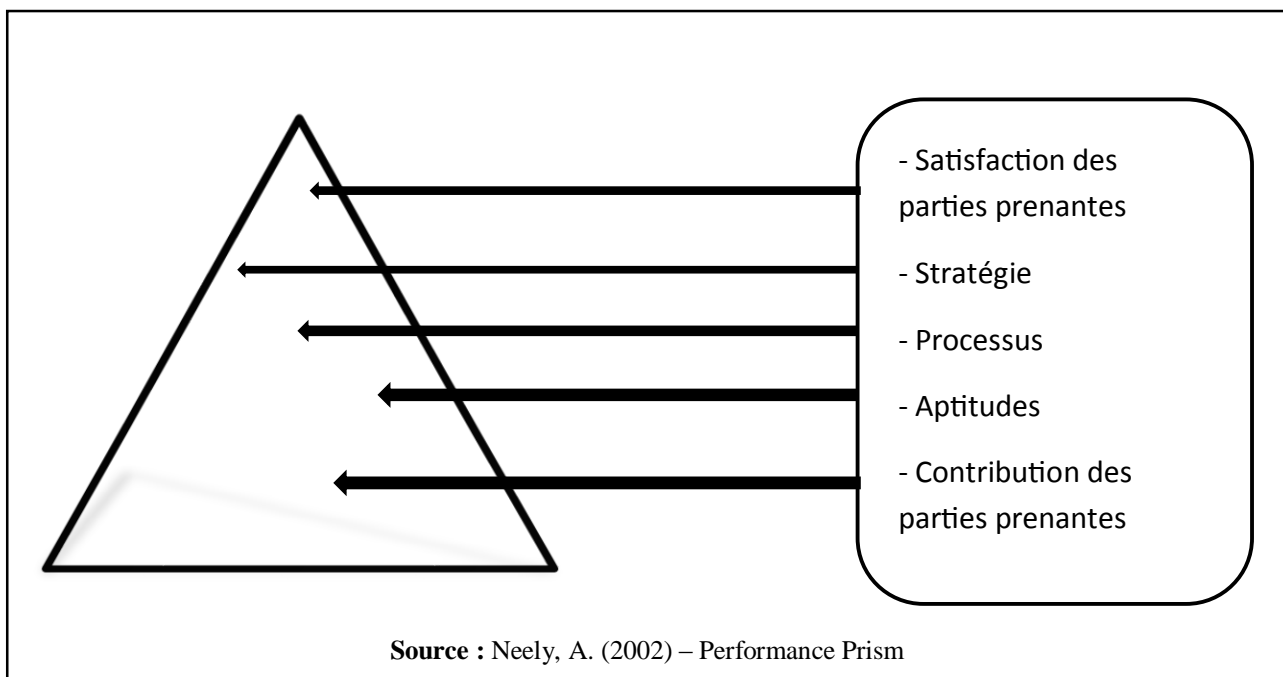 - Satisfaction des
parties prenantes
- Stratégie
- Processus
- Aptitudes
- Contribution des
parties prenantes
Source : Neely, A. (2002) – Performance Prism